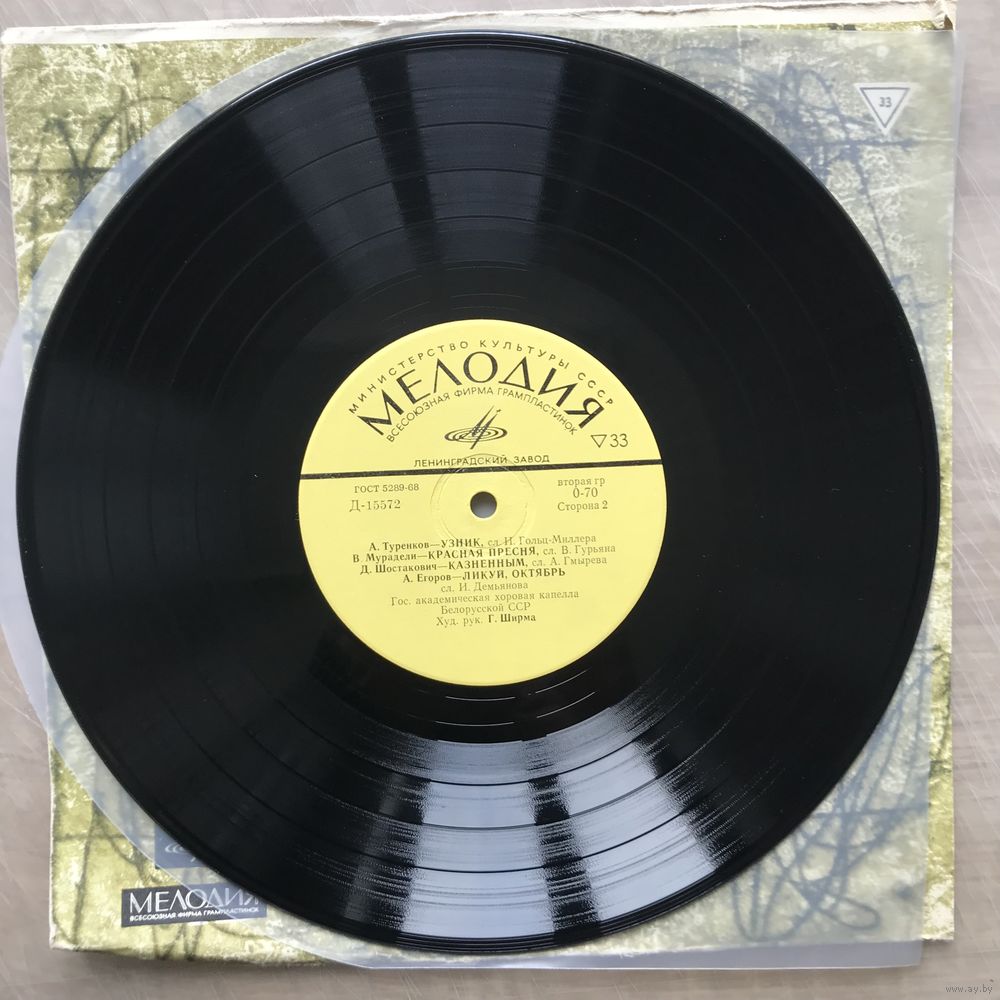 33
МИНИСТЕРСТВО КУЛЬТУРЫ СССР
МЕЛОДИЯ
ВСЕСОЮЗНАЯ ФИРМА ГРАМПЛАСТИНОК
▽33
ЛЕНИНГРАДСКИЙ ЗАВОД
ГОСТ 5289-68
Д-15572
вторая гр
0-70
Сторона 2
А. Туренков—УЗНИК, сл. И. Гольц-Миллера
В. Мурадели—КРАСНАЯ ПРЕСНЯ, сл. В. Гурьяна
Д. Шостакович—КАЗНЕННЫМ, сл. А. Гмырева
А. Егоров—ЛИКУЙ, ОКТЯБРЬ
сл. И. Демьянова
Гос. академическая хоровая капелла
Белорусской ССР
Худ. рук. Г. Ширма
МЕЛОДИЯ
ВСЕСОЮЗНАЯ ФИРМА ГРАМПЛАСТИНОК
www.ay.by